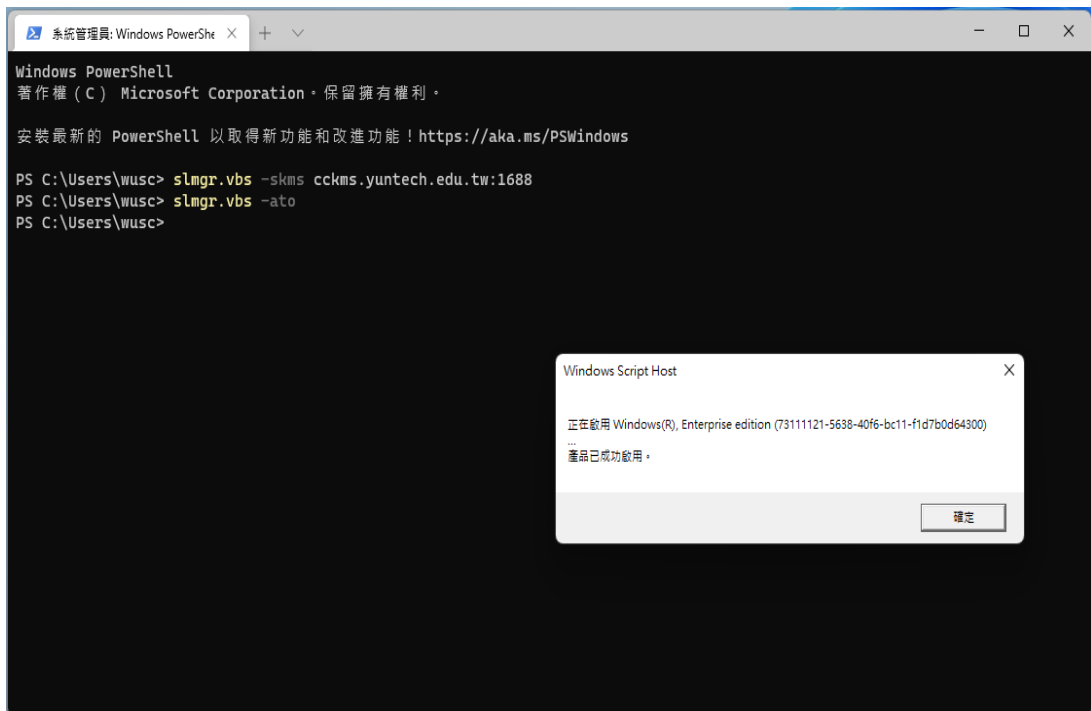 系統管理員: Windows PowerShe
Windows PowerShell
著作權（C） Microsoft Corporation。保留擁有權利。
安裝最新的 PowerShell 以取得新功能和改進功能！https://aka.ms/PSWindows
PS C:\Users\wusc> slmgr.vbs -skms cckms.yuntech.edu.tw:1688
PS C:\Users\wusc> slmgr.vbs -ato
PS C:\Users\wusc>
Windows Script Host
正在啟用 Windows(R), Enterprise edition (73111121-5638-40f6-bc11-f1d7b0d64300)
...
產品已成功啟用。
確定